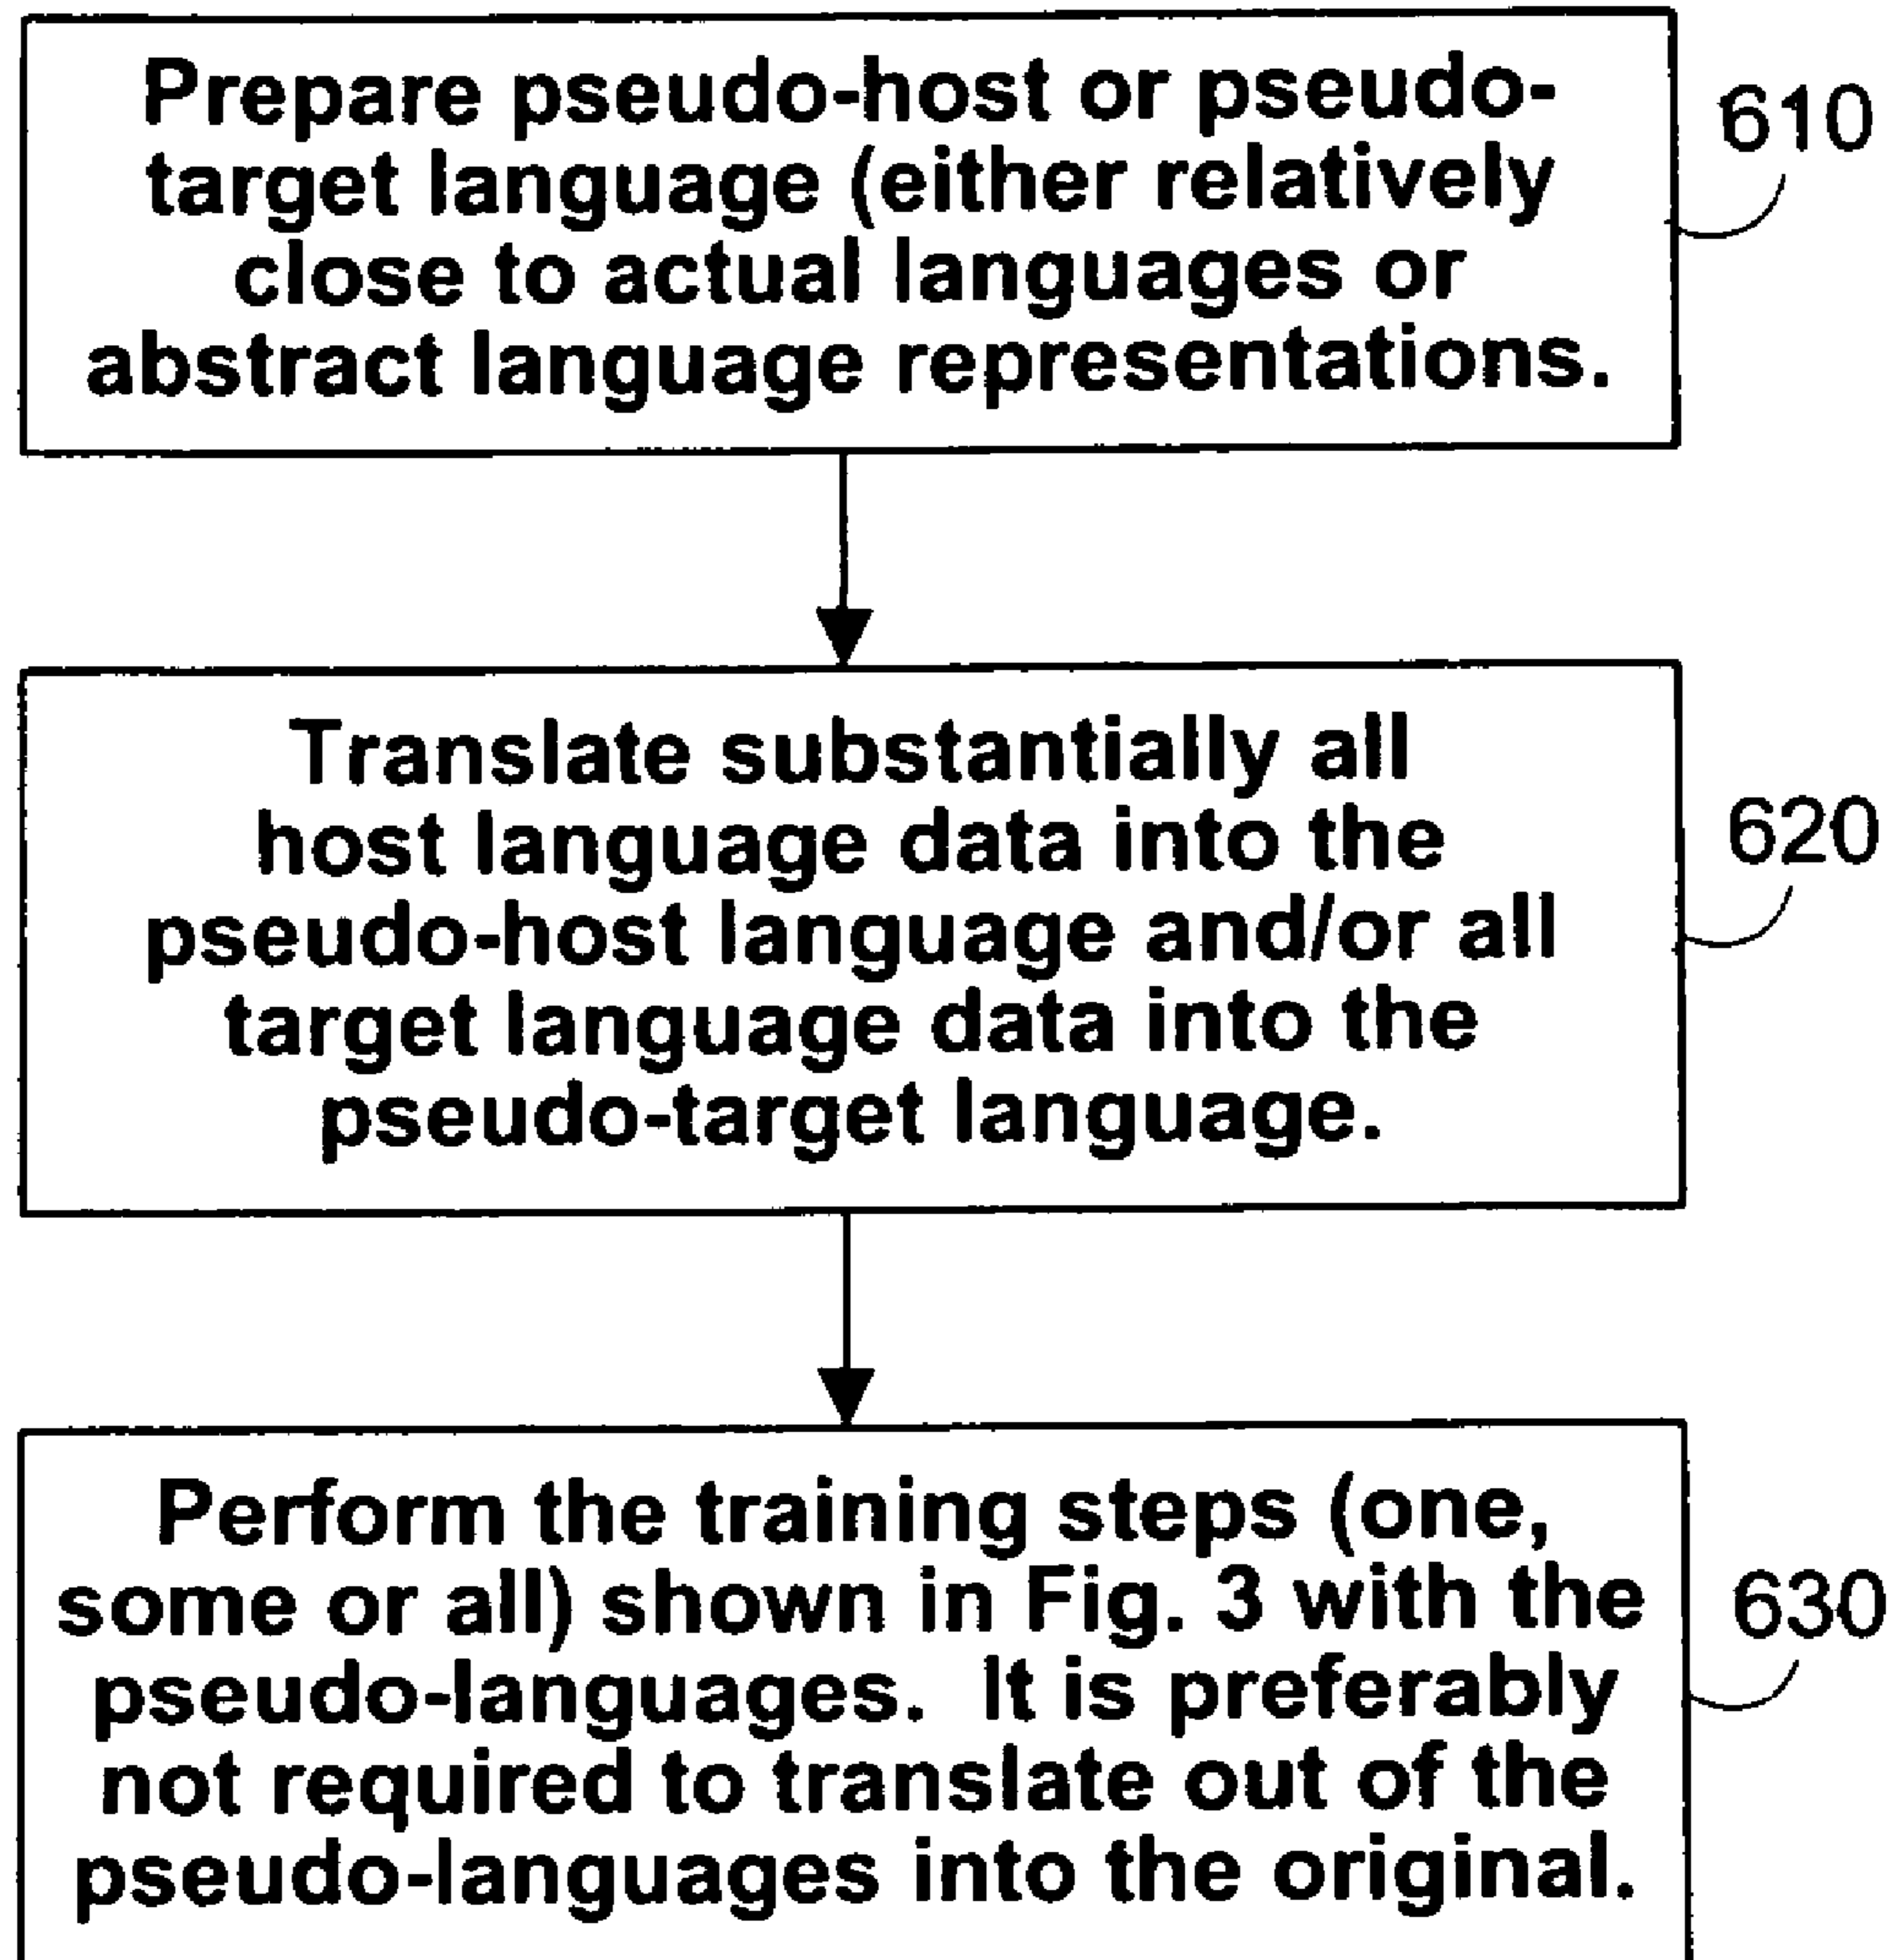 Prepare pseudo-host or pseudo-
target language (either relatively
close to actual languages or
abstract language representations.
610
Translate substantially all
host language data into the
pseudo-host language and/or all
target language data into the
pseudo-target language.
620
Perform the training steps (one,
some or all) shown in Fig. 3 with the
pseudo-languages.  It is preferably
not required to translate out of the
pseudo-languages into the original.
630